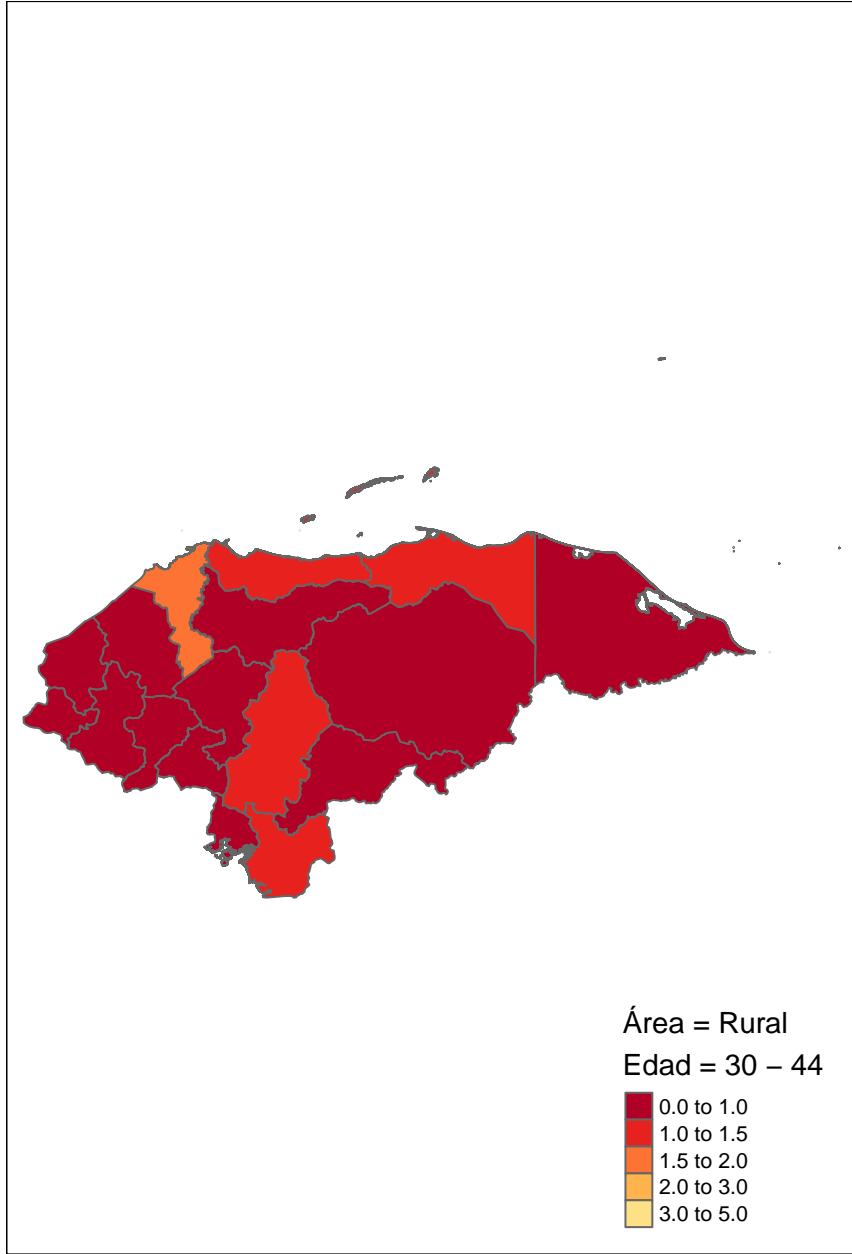 Área = Rural
Edad = 30 − 44
0.0 to 1.0
1.0 to 1.5
1.5 to 2.0
2.0 to 3.0
3.0 to 5.0